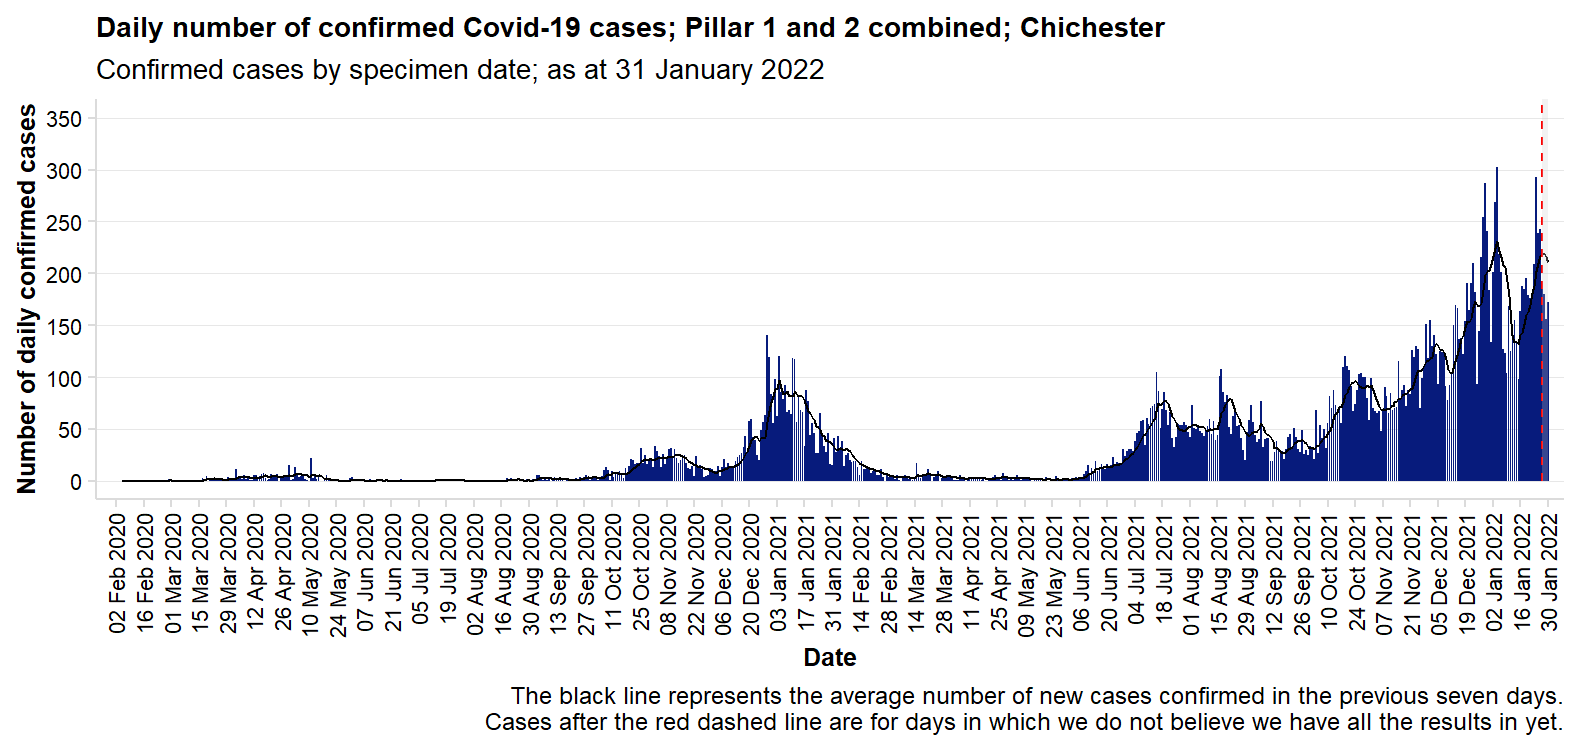 Daily number of confirmed Covid-19 cases; Pillar 1 and 2 combined; Chichester
Confirmed cases by specimen date; as at 31 January 2022
Number of daily confirmed cases
350
300
250
200
150
100
50
0
02 Feb 2020
16 Feb 2020
01 Mar 2020
15 Mar 2020
29 Mar 2020
12 Apr 2020
26 Apr 2020
10 May 2020
24 May 2020
07 Jun 2020
21 Jun 2020
05 Jul 2020
19 Jul 2020
02 Aug 2020
16 Aug 2020
30 Aug 2020
13 Sep 2020
27 Sep 2020
11 Oct 2020
25 Oct 2020
08 Nov 2020
22 Nov 2020
06 Dec 2020
20 Dec 2020
03 Jan 2021
17 Jan 2021
31 Jan 2021
14 Feb 2021
28 Feb 2021
14 Mar 2021
28 Mar 2021
11 Apr 2021
25 Apr 2021
09 May 2021
23 May 2021
06 Jun 2021
20 Jun 2021
04 Jul 2021
18 Jul 2021
01 Aug 2021
15 Aug 2021
29 Aug 2021
12 Sep 2021
26 Sep 2021
10 Oct 2021
24 Oct 2021
07 Nov 2021
21 Nov 2021
05 Dec 2021
19 Dec 2021
02 Jan 2022
16 Jan 2022
30 Jan 2022
Date
The black line represents the average number of new cases confirmed in the previous seven days.
Cases after the red dashed line are for days in which we do not believe we have all the results in yet.